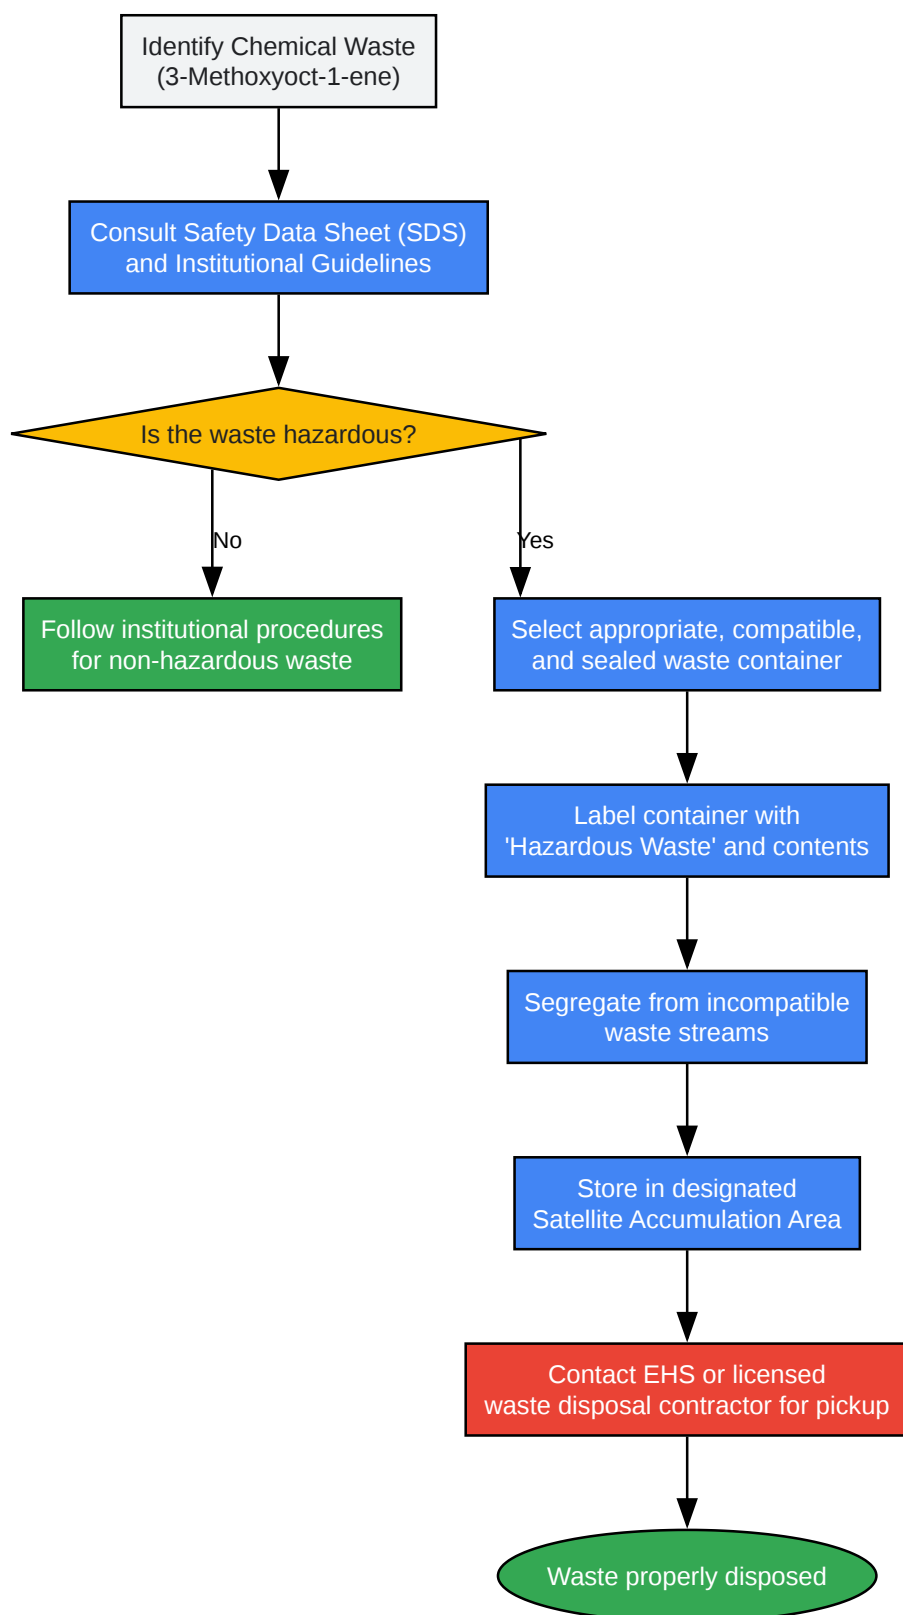 Identify Chemical Waste
(3-Methoxyoct-1-ene)
Consult Safety Data Sheet (SDS)
and Institutional Guidelines
Is the waste hazardous?
No
Yes
Follow institutional procedures
for non-hazardous waste
Select appropriate, compatible,
and sealed waste container
Label container with
'Hazardous Waste' and contents
Segregate from incompatible
waste streams
Store in designated
Satellite Accumulation Area
Contact EHS or licensed
waste disposal contractor for pickup
Waste properly disposed